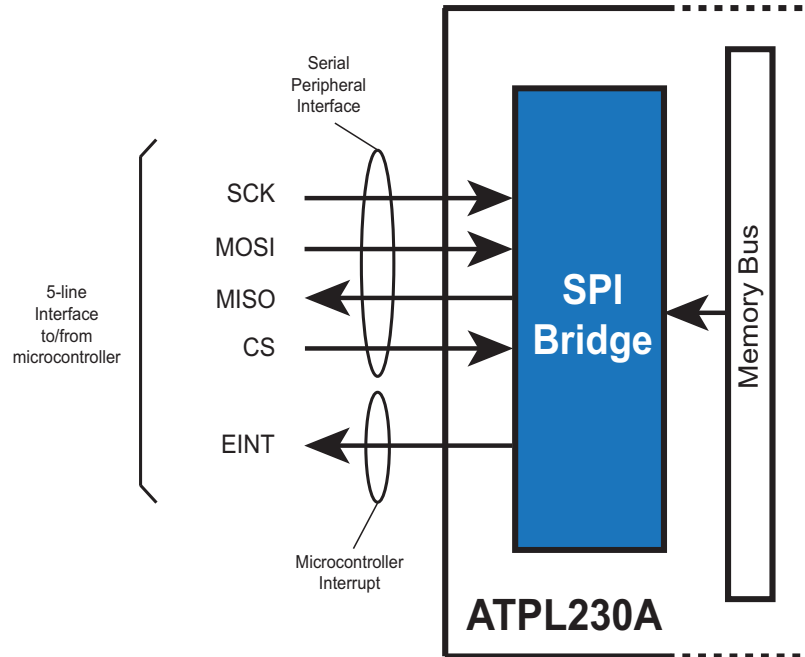 Serial
Peripheral
Interface
SCK
MOSI
MISO
CS
EINT
5-line
Interface
to/from
microcontroller
Microcontroller
Interrupt
SPI
Bridge
Memory Bus
ATPL230A